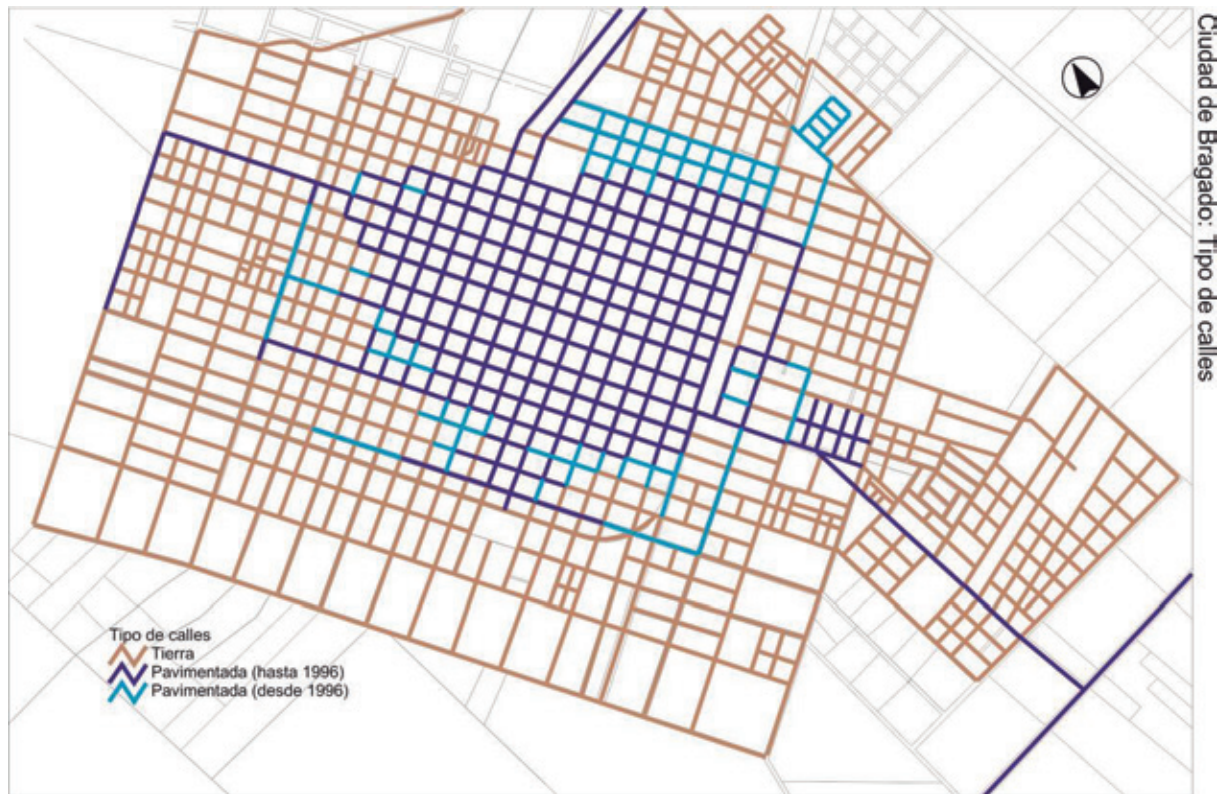 Ciudad de Bragado: Tipo de calles
Tipo de calles
Tierra
Pavimentada (hasta 1996)
Pavimentada (desde 1996)